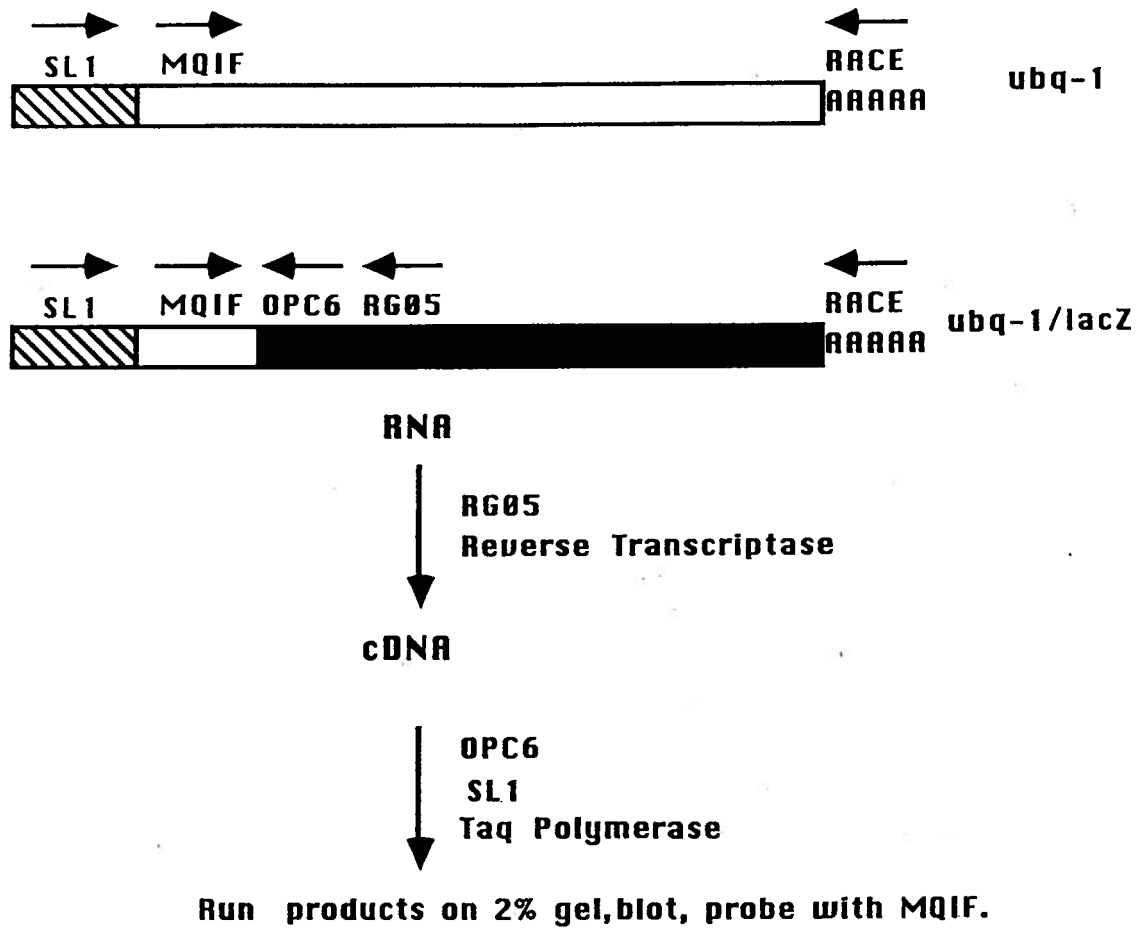 SL1 MQIF RACE
AAAAA ubq-1
SL1 MQIF OPC6 RG05 RACE
AAAAA ubq-1/lacZ
RNA
RG05
Reverse Transcriptase
cDNA
OPC6
SL1
Taq Polymerase
Run products on 2% gel,blot, probe with MQIF.